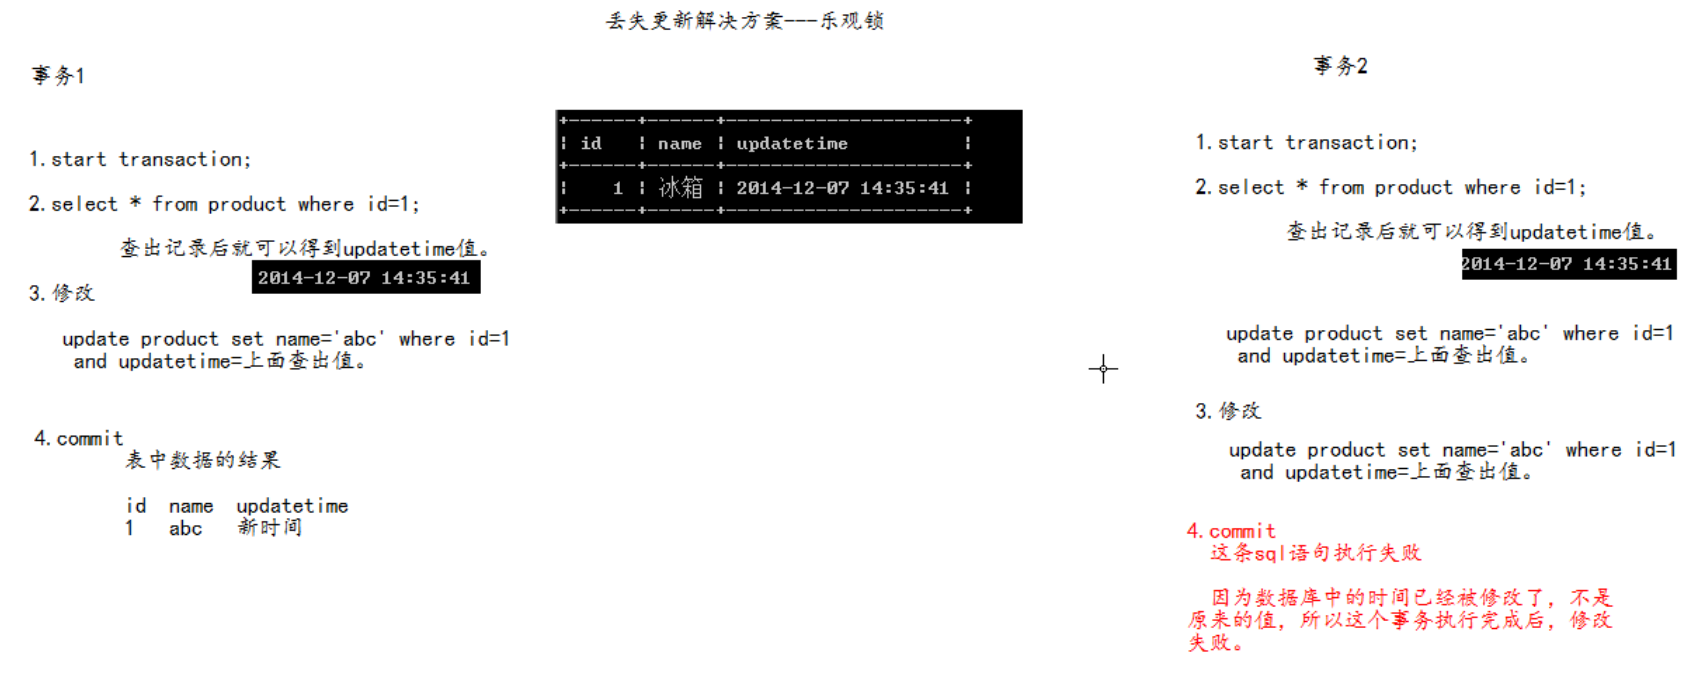 丢失更新解决方案---乐观锁
事务1
1.start transaction;
2.select * from product where id=1;
查出记录后就可以得到updatetime值。
2014-12-07 14:35:41
3.修改
update product set name='abc' where id=1
and updatetime=上面查出值。
4.commit
表中数据的结果
id name updatetime
1 abc 新时间
id name updatetime
1 冰箱 2014-12-07 14:35:41
事务2
1.start transaction;
2.select * from product where id=1;
查出记录后就可以得到updatetime值。
2014-12-07 14:35:41
update product set name='abc' where id=1
and updatetime=上面查出值。
3.修改
update product set name='abc' where id=1
and updatetime=上面查出值。
4.commit
这条sql语句执行失败
因为数据库中的时间已经被修改了，不是
原来的值，所以这个事务执行完成后，修改
失败。